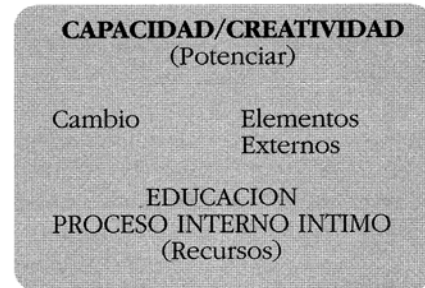 CAPACIDAD/CREATIVIDAD
(Potenciar)
Cambio Elementos
Externos
EDUCACION
PROCESO INTERNO INTIMO
(Recursos)